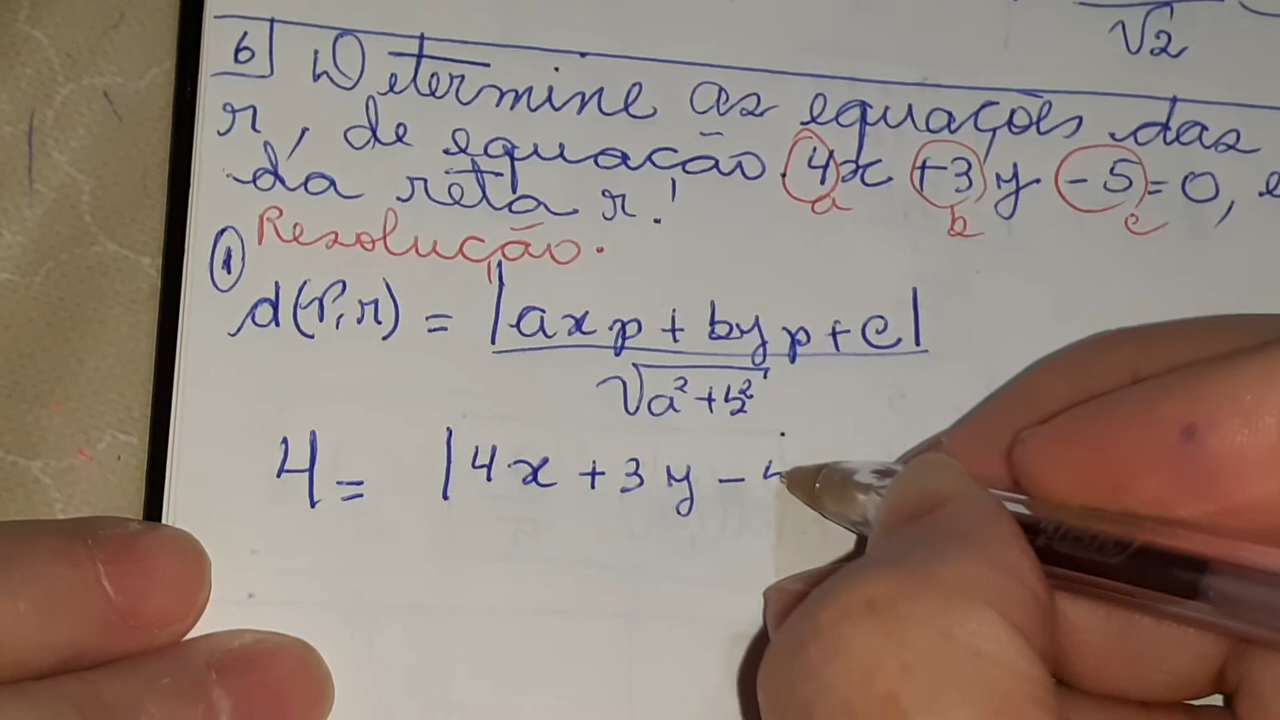 √2
6 Determine as equações das
r, de equação 4x +3y -5=0, e
a b c
da reta r!
Resolução.
1
d(P,r) = |axp + byp + c|
√a²+b²
4 = |4x + 3y -